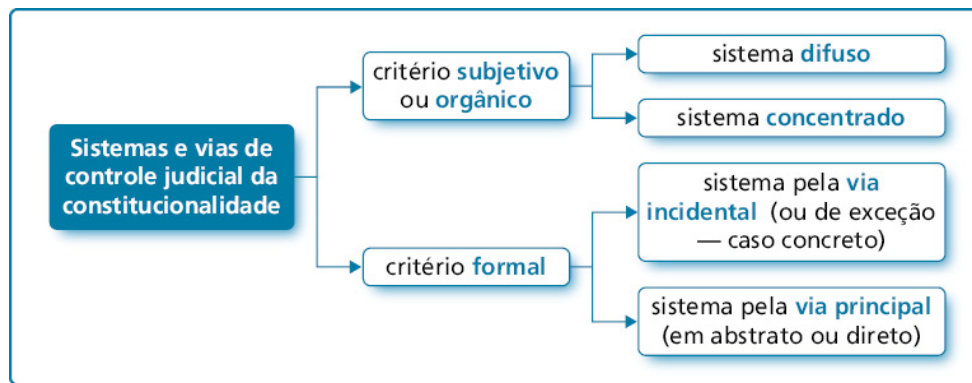 Sistemas e vias de
controle judicial da
constitucionalidade
critério subjetivo
ou orgânico
sistema difuso
sistema concentrado
critério formal
sistema pela via
incidental (ou de exceção
— caso concreto)
sistema pela via principal
(em abstrato ou direto)